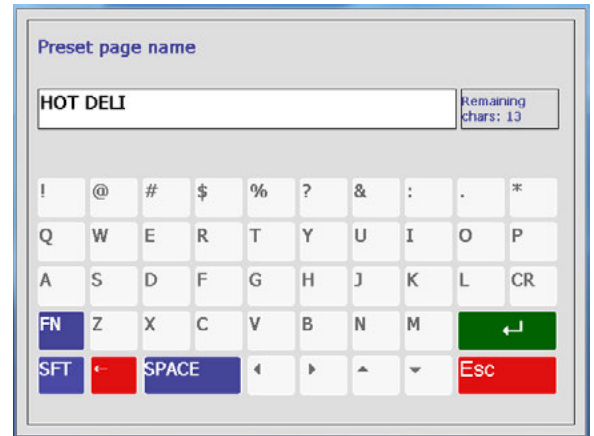 Preset page name
HOT DELI
Remaining
chars: 13
! @ # $ % ? & : . *
Q W E R T Y U I O P
A S D F G H J K L CR
FN Z X C V B N M ↵
SFT ← SPACE ◂ ▸ ▴ ▾ Esc